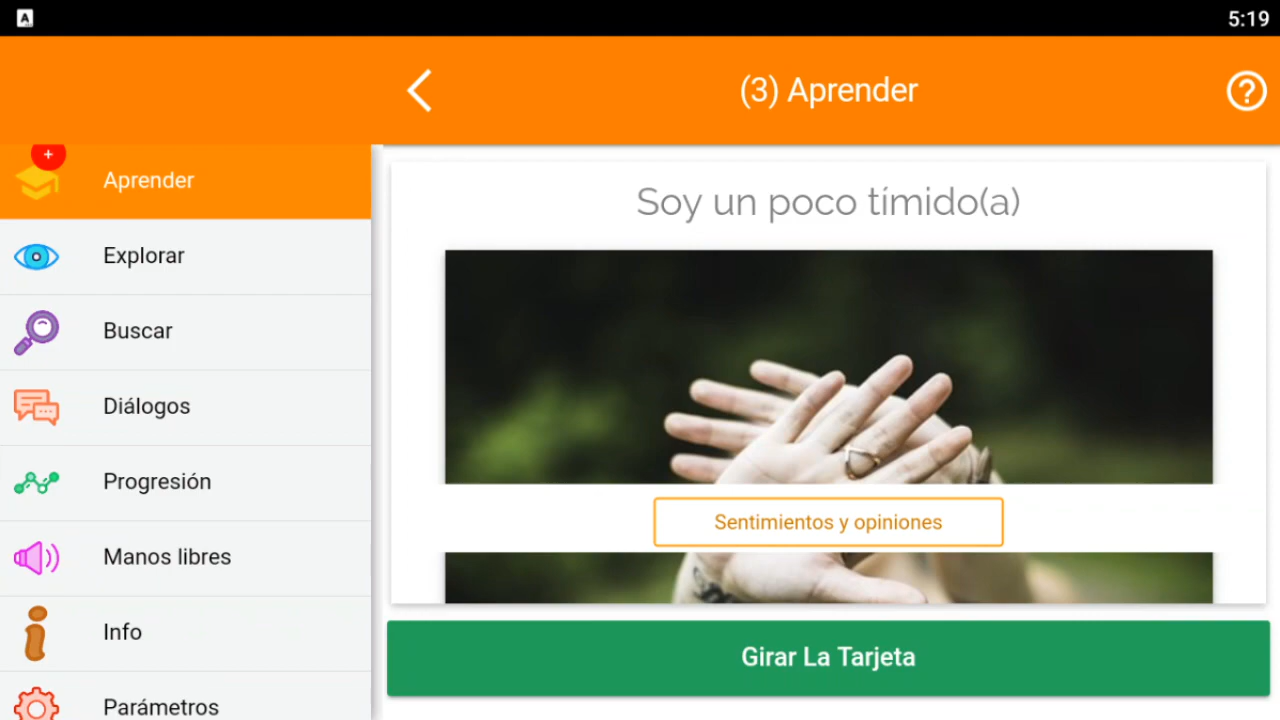 A
5:19
(3) Aprender
+
Aprender
Explorar
Buscar
Diálogos
Progresión
Manos libres
Info
Parámetros
Soy un poco tímido(a)
Sentimientos y opiniones
Girar La Tarjeta